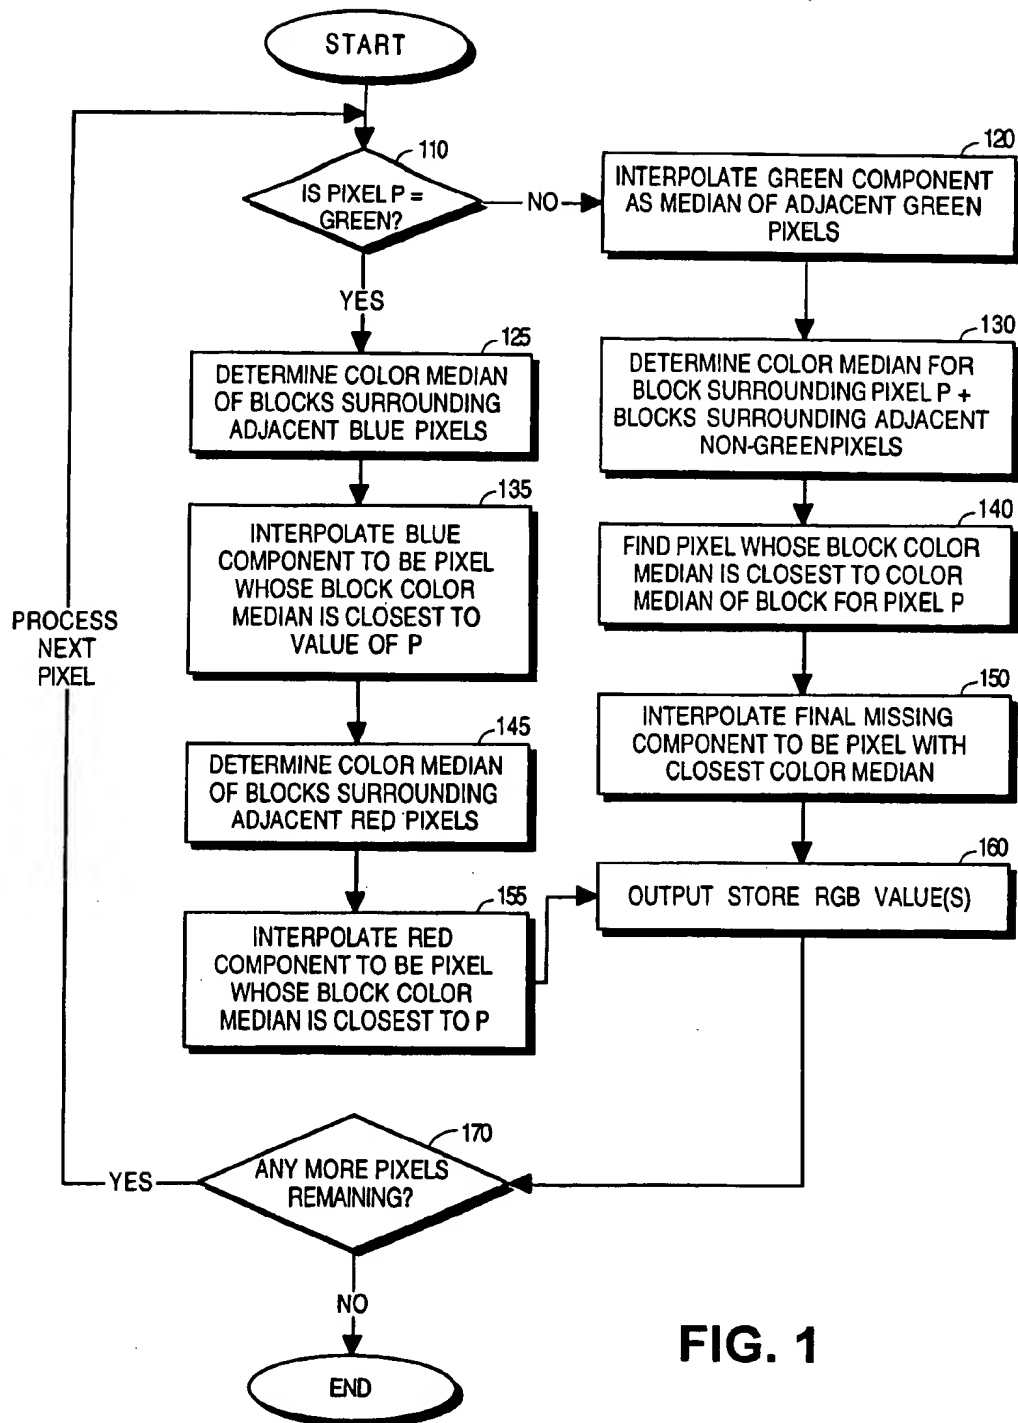 START
110
IS PIXEL P =
GREEN?
NO
120
INTERPOLATE GREEN COMPONENT
AS MEDIAN OF ADJACENT GREEN
PIXELS
YES
125
DETERMINE COLOR MEDIAN
OF BLOCKS SURROUNDING
ADJACENT BLUE PIXELS
130
DETERMINE COLOR MEDIAN FOR
BLOCK SURROUNDING PIXEL P +
BLOCKS SURROUNDING ADJACENT
NON-GREENPIXELS
135
INTERPOLATE BLUE
COMPONENT TO BE PIXEL
WHOSE BLOCK COLOR
MEDIAN IS CLOSEST TO
VALUE OF P
140
FIND PIXEL WHOSE BLOCK COLOR
MEDIAN IS CLOSEST TO COLOR
MEDIAN OF BLOCK FOR PIXEL P
PROCESS
NEXT
PIXEL
145
DETERMINE COLOR MEDIAN
OF BLOCKS SURROUNDING
ADJACENT RED PIXELS
150
INTERPOLATE FINAL MISSING
COMPONENT TO BE PIXEL WITH
CLOSEST COLOR MEDIAN
155
INTERPOLATE RED
COMPONENT TO BE PIXEL
WHOSE BLOCK COLOR
MEDIAN IS CLOSEST TO P
160
OUTPUT STORE RGB VALUE(S)
170
ANY MORE PIXELS
REMAINING?
YES
NO
END
FIG. 1